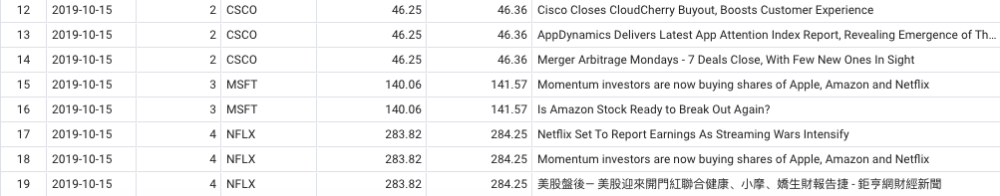 12 2019-10-15 2 CSCO 46.25 46.36 Cisco Closes CloudCherry Buyout, Boosts Customer Experience
13 2019-10-15 2 CSCO 46.25 46.36 AppDynamics Delivers Latest App Attention Index Report, Revealing Emergence of Th...
14 2019-10-15 2 CSCO 46.25 46.36 Merger Arbitrage Mondays - 7 Deals Close, With Few New Ones In Sight
15 2019-10-15 3 MSFT 140.06 141.57 Momentum investors are now buying shares of Apple, Amazon and Netflix
16 2019-10-15 3 MSFT 140.06 141.57 Is Amazon Stock Ready to Break Out Again?
17 2019-10-15 4 NFLX 283.82 284.25 Netflix Set To Report Earnings As Streaming Wars Intensify
18 2019-10-15 4 NFLX 283.82 284.25 Momentum investors are now buying shares of Apple, Amazon and Netflix
19 2019-10-15 4 NFLX 283.82 284.25 美股盤後— 美股迎來開門紅聯合健康、小摩、嬌生財報告捷 - 鉅亨網財經新聞